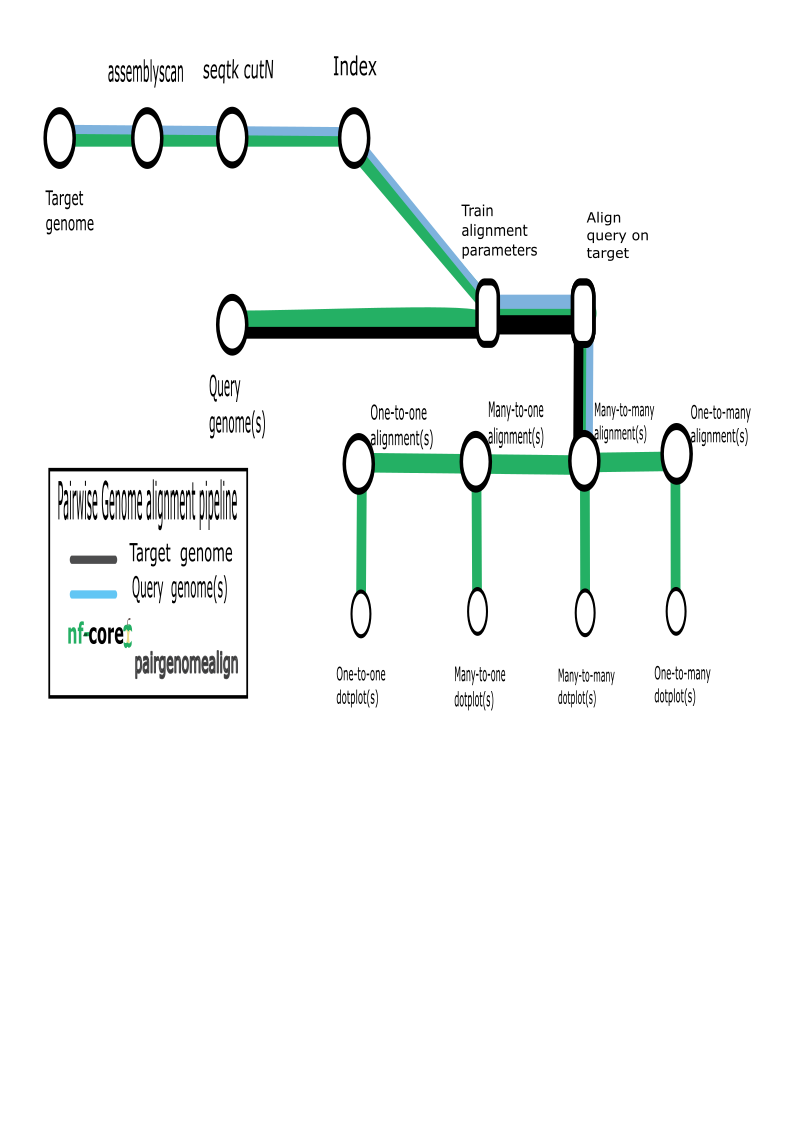 assemblyscan
seqtk cutN
Index
Target
genome
Train
alignment
parameters
Align
query on
target
Query
genome(s)
One-to-one
alignment(s)
Many-to-one
alignment(s)
Many-to-many
alignment(s)
One-to-many
alignment(s)
Pairwise Genome alignment pipeline
Target genome
Query genome(s)
nf-core
pairgenomealign
One-to-one
dotplot(s)
Many-to-one
dotplot(s)
Many-to-many
dotplot(s)
One-to-many
dotplot(s)